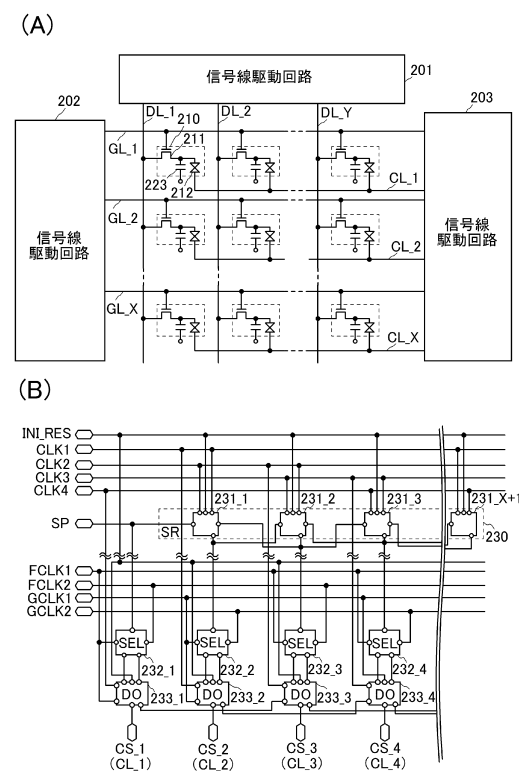 (A)
信号線駆動回路
201
202
203
DL_1
DL_2
DL_Y
210
211
GL_1
223
212
CL_1
GL_2
CL_2
信号線
駆動回路
信号線
駆動回路
GL_X
CL_X
(B)
INI_RES
CLK1
CLK2
CLK3
CLK4
231_1
231_2
231_3
231_X+1
SP
SR
230
FCLK1
FCLK2
GCLK1
GCLK2
SEL
SEL
SEL
SEL
232_1
232_2
232_3
232_4
DO
DO
DO
DO
233_1
233_2
233_3
233_4
CS_1
CS_2
CS_3
CS_4
(CL_1)
(CL_2)
(CL_3)
(CL_4)